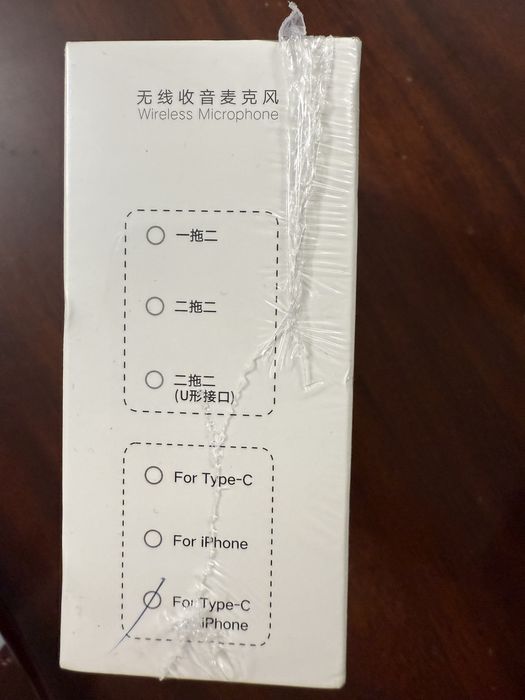 无线收音麦克风
Wireless Microphone
一拖二
二拖二
二拖二
(U形接口)
For Type-C
For iPhone
For Type-C
iPhone